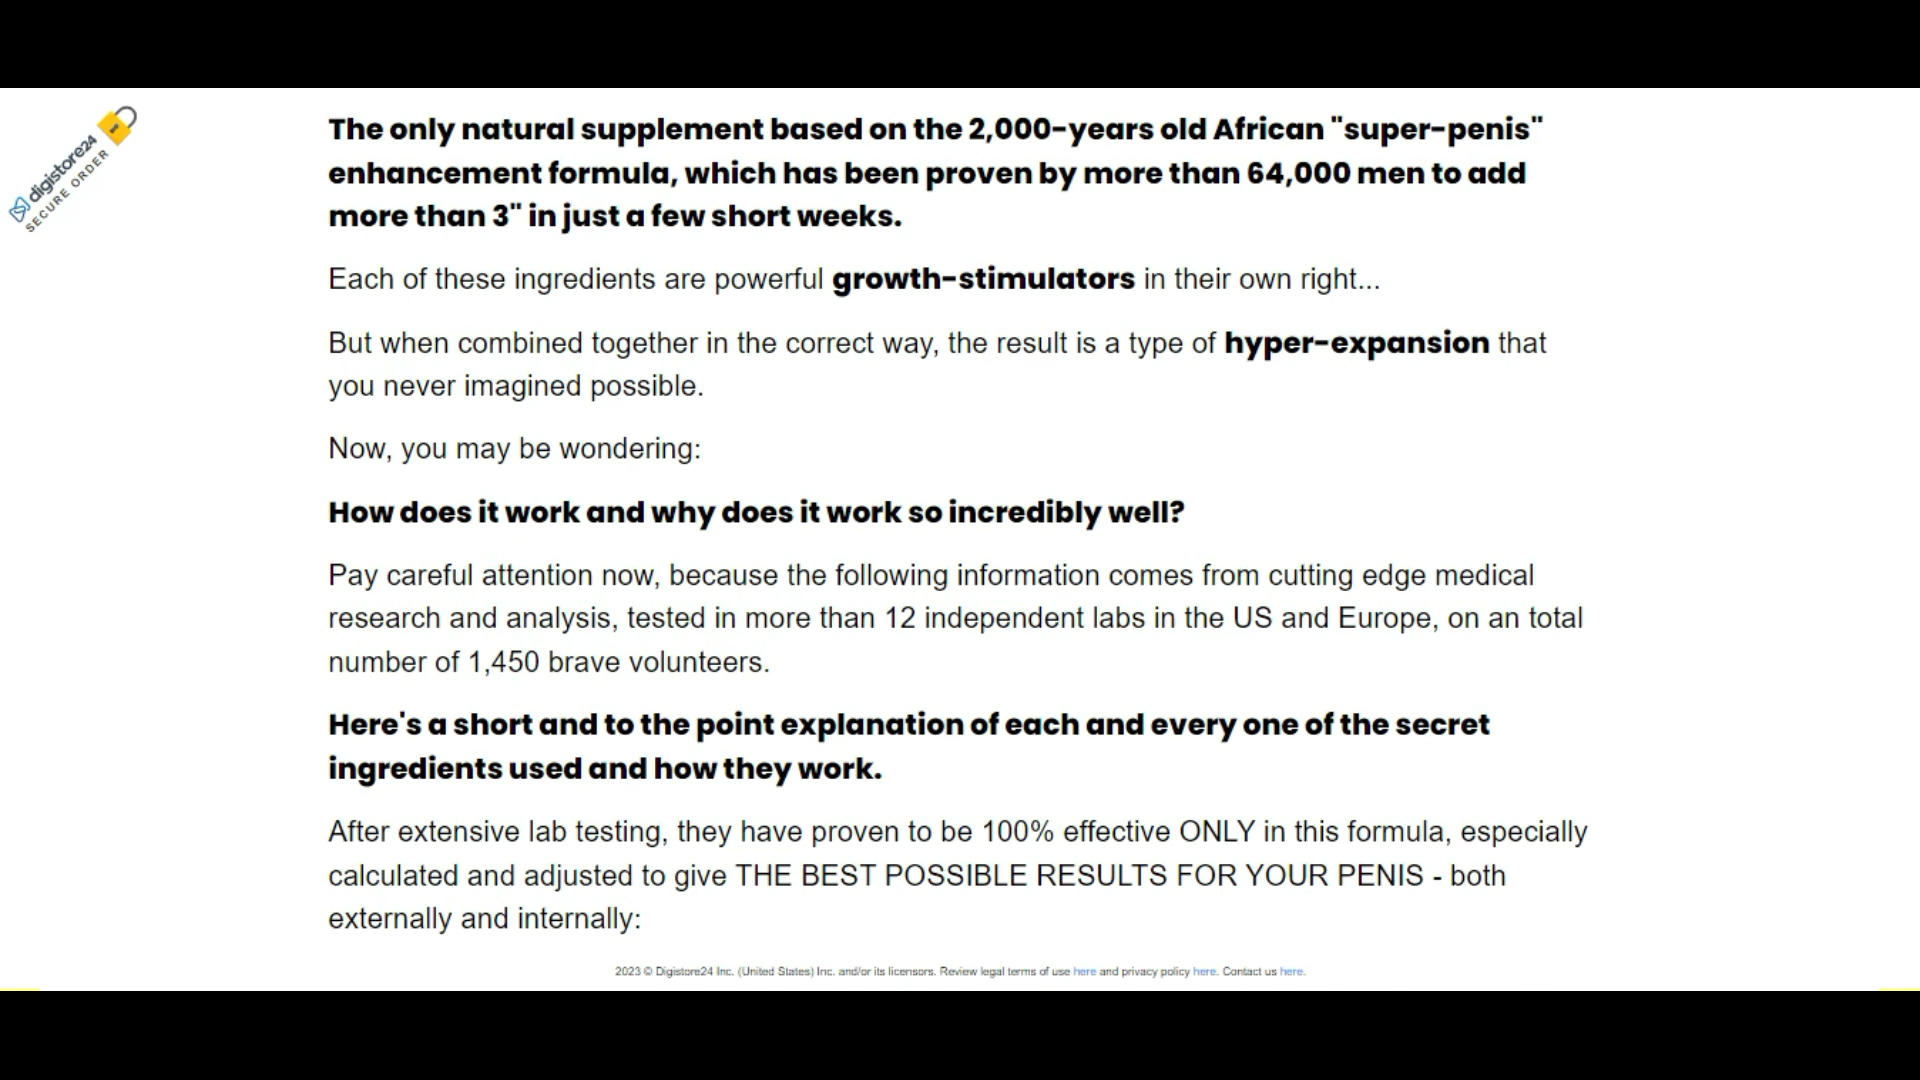 digistore24
SECURE ORDER
The only natural supplement based on the 2,000-years old African "super-penis"
enhancement formula, which has been proven by more than 64,000 men to add
more than 3" in just a few short weeks.
Each of these ingredients are powerful growth-stimulators in their own right...
But when combined together in the correct way, the result is a type of hyper-expansion that
you never imagined possible.
Now, you may be wondering:
How does it work and why does it work so incredibly well?
Pay careful attention now, because the following information comes from cutting edge medical
research and analysis, tested in more than 12 independent labs in the US and Europe, on an total
number of 1,450 brave volunteers.
Here's a short and to the point explanation of each and every one of the secret
ingredients used and how they work.
After extensive lab testing, they have proven to be 100% effective ONLY in this formula, especially
calculated and adjusted to give THE BEST POSSIBLE RESULTS FOR YOUR PENIS - both
externally and internally:
2023 © Digistore24 Inc. (United States) Inc. and/or its licensors. Review legal terms of use here and privacy policy here. Contact us here.